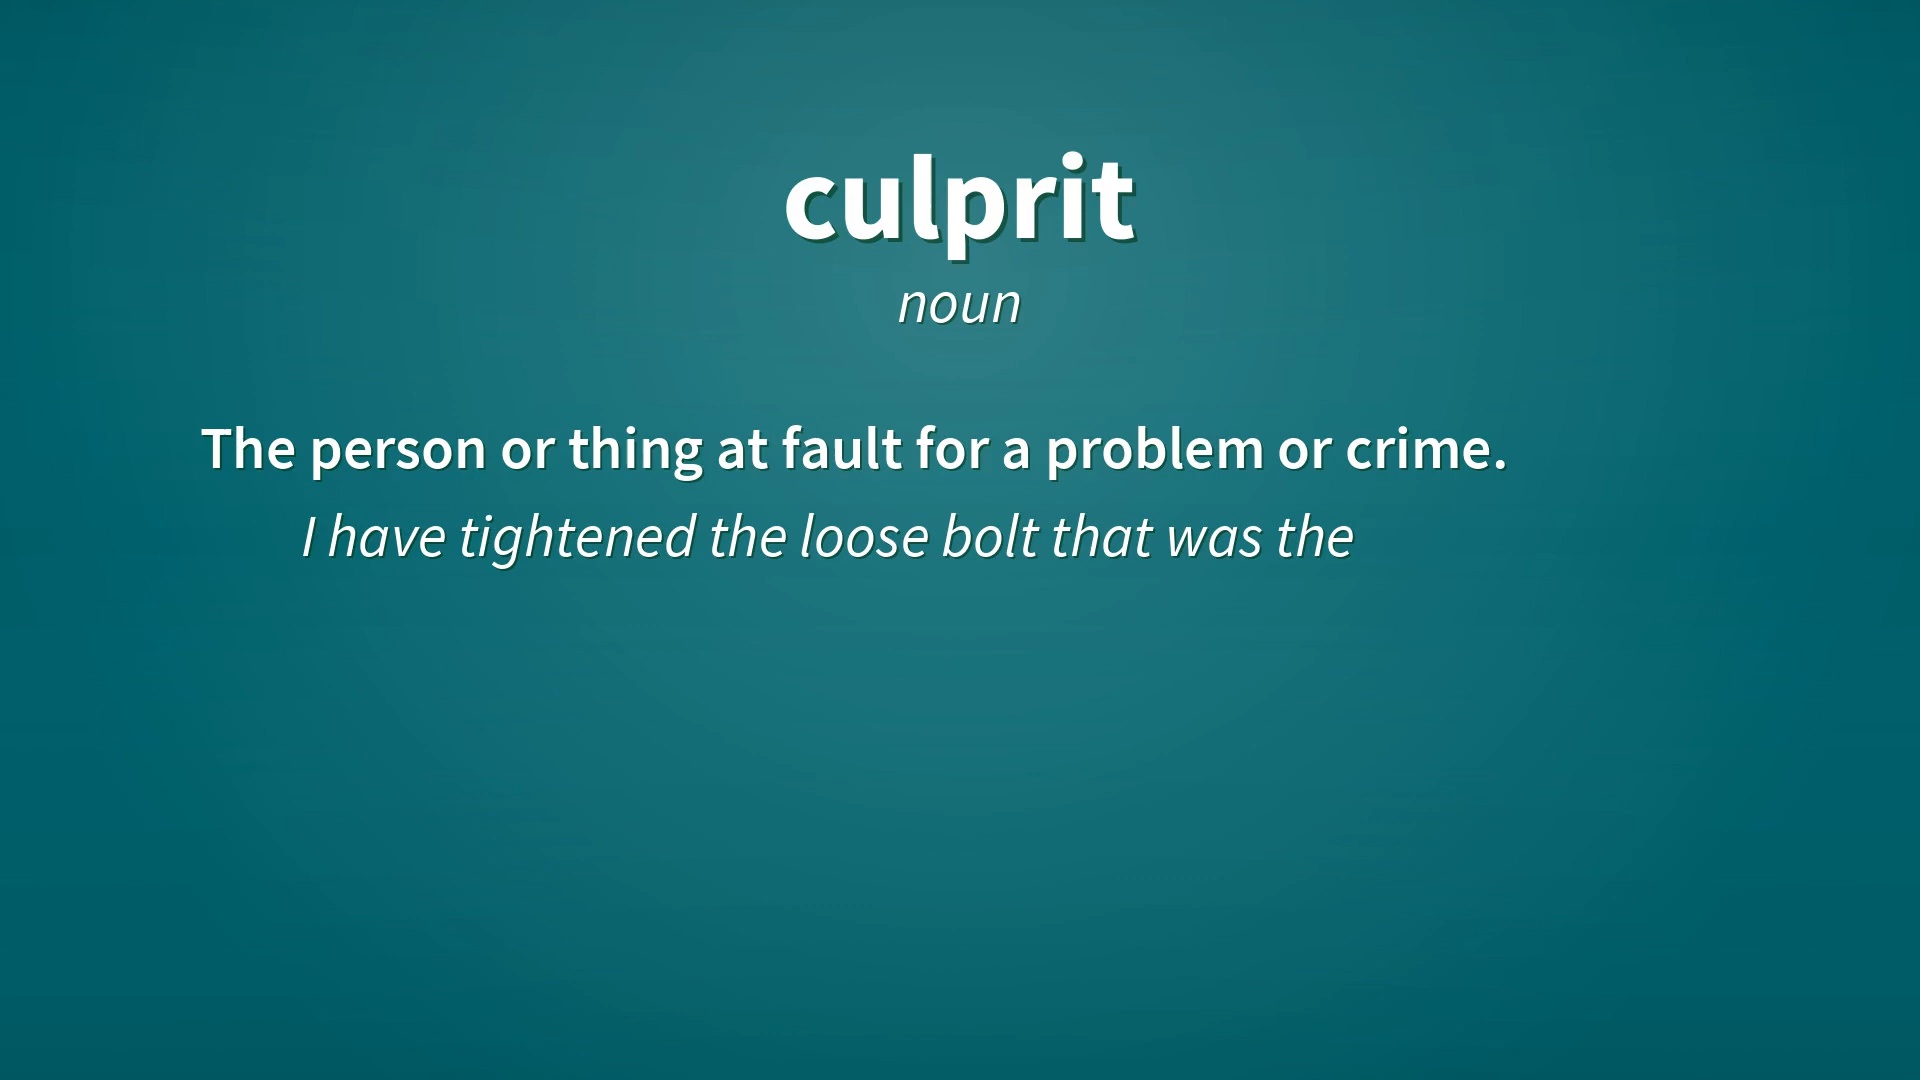 culprit
noun
The person or thing at fault for a problem or crime.
I have tightened the loose bolt that was the